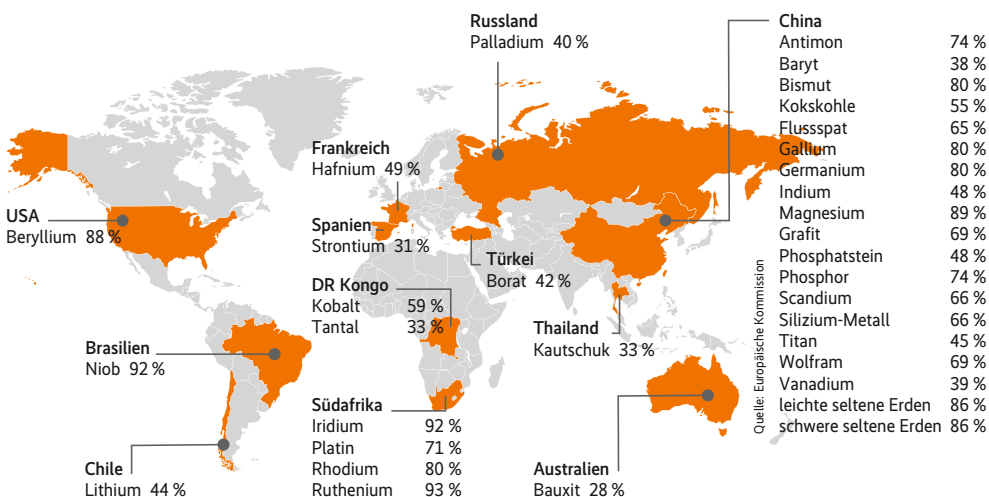 Russland
Palladium 40 %
China
Antimon 74 %
Baryt 38 %
Bismut 80 %
Kokskohle 55 %
Flussspat 65 %
Gallium 80 %
Germanium 80 %
Indium 48 %
Magnesium 89 %
Grafit 69 %
Phosphatstein 48 %
Phosphor 74 %
Scandium 66 %
Silizium-Metall 66 %
Titan 45 %
Wolfram 69 %
Vanadium 39 %
leichte seltene Erden 86 %
schwere seltene Erden 86 %
Frankreich
Hafnium 49 %
USA
Beryllium 88 %
Spanien
Strontium 31 %
Türkei
Borat 42 %
DR Kongo
Kobalt 59 %
Tantal 33 %
Thailand
Kautschuk 33 %
Brasilien
Niob 92 %
Südafrika
Iridium 92 %
Platin 71 %
Rhodium 80 %
Ruthenium 93 %
Chile
Lithium 44 %
Australien
Bauxit 28 %
Quelle: Europäische Kommission